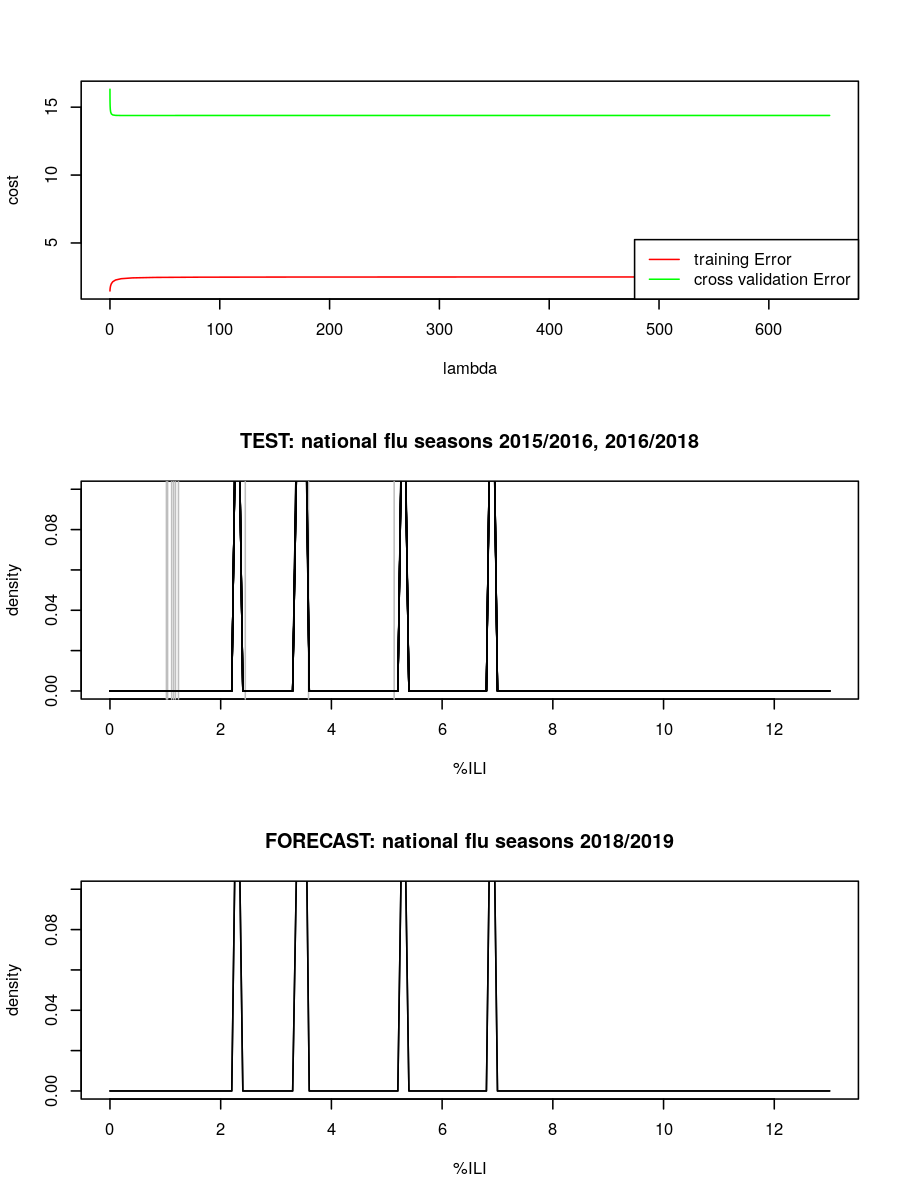 15
10
5
cost
training Error
cross validation Error
0 100 200 300 400 500 600
lambda
TEST: national flu seasons 2015/2016, 2016/2018
0.08
0.04
0.00
density
0 2 4 6 8 10 12
%ILI
FORECAST: national flu seasons 2018/2019
0.08
0.04
0.00
density
0 2 4 6 8 10 12
%ILI